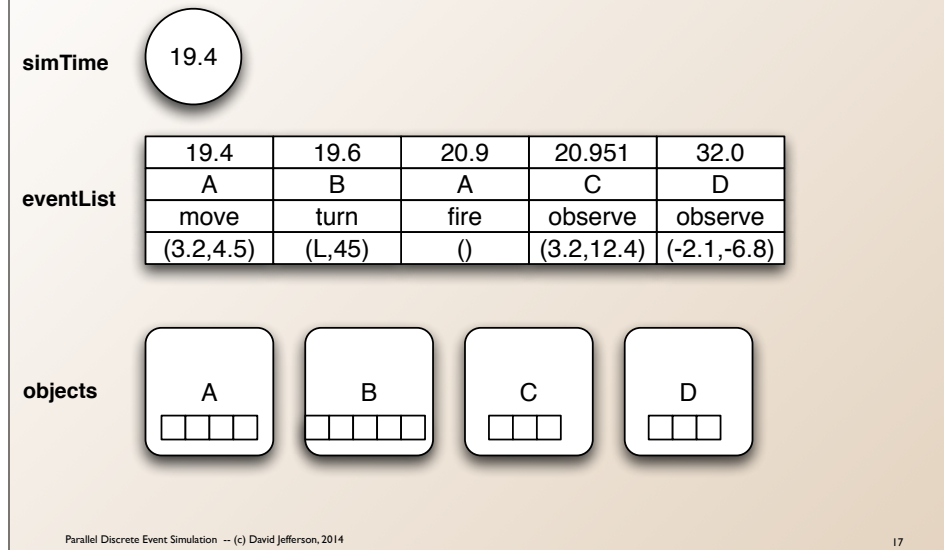 simTime
19.4
eventList
19.4 19.6 20.9 20.951 32.0
A B A C D
move turn fire observe observe
(3.2,4.5) (L,45) () (3.2,12.4) (-2.1,-6.8)
objects
A B C D
Parallel Discrete Event Simulation -- (c) David Jefferson, 2014 17